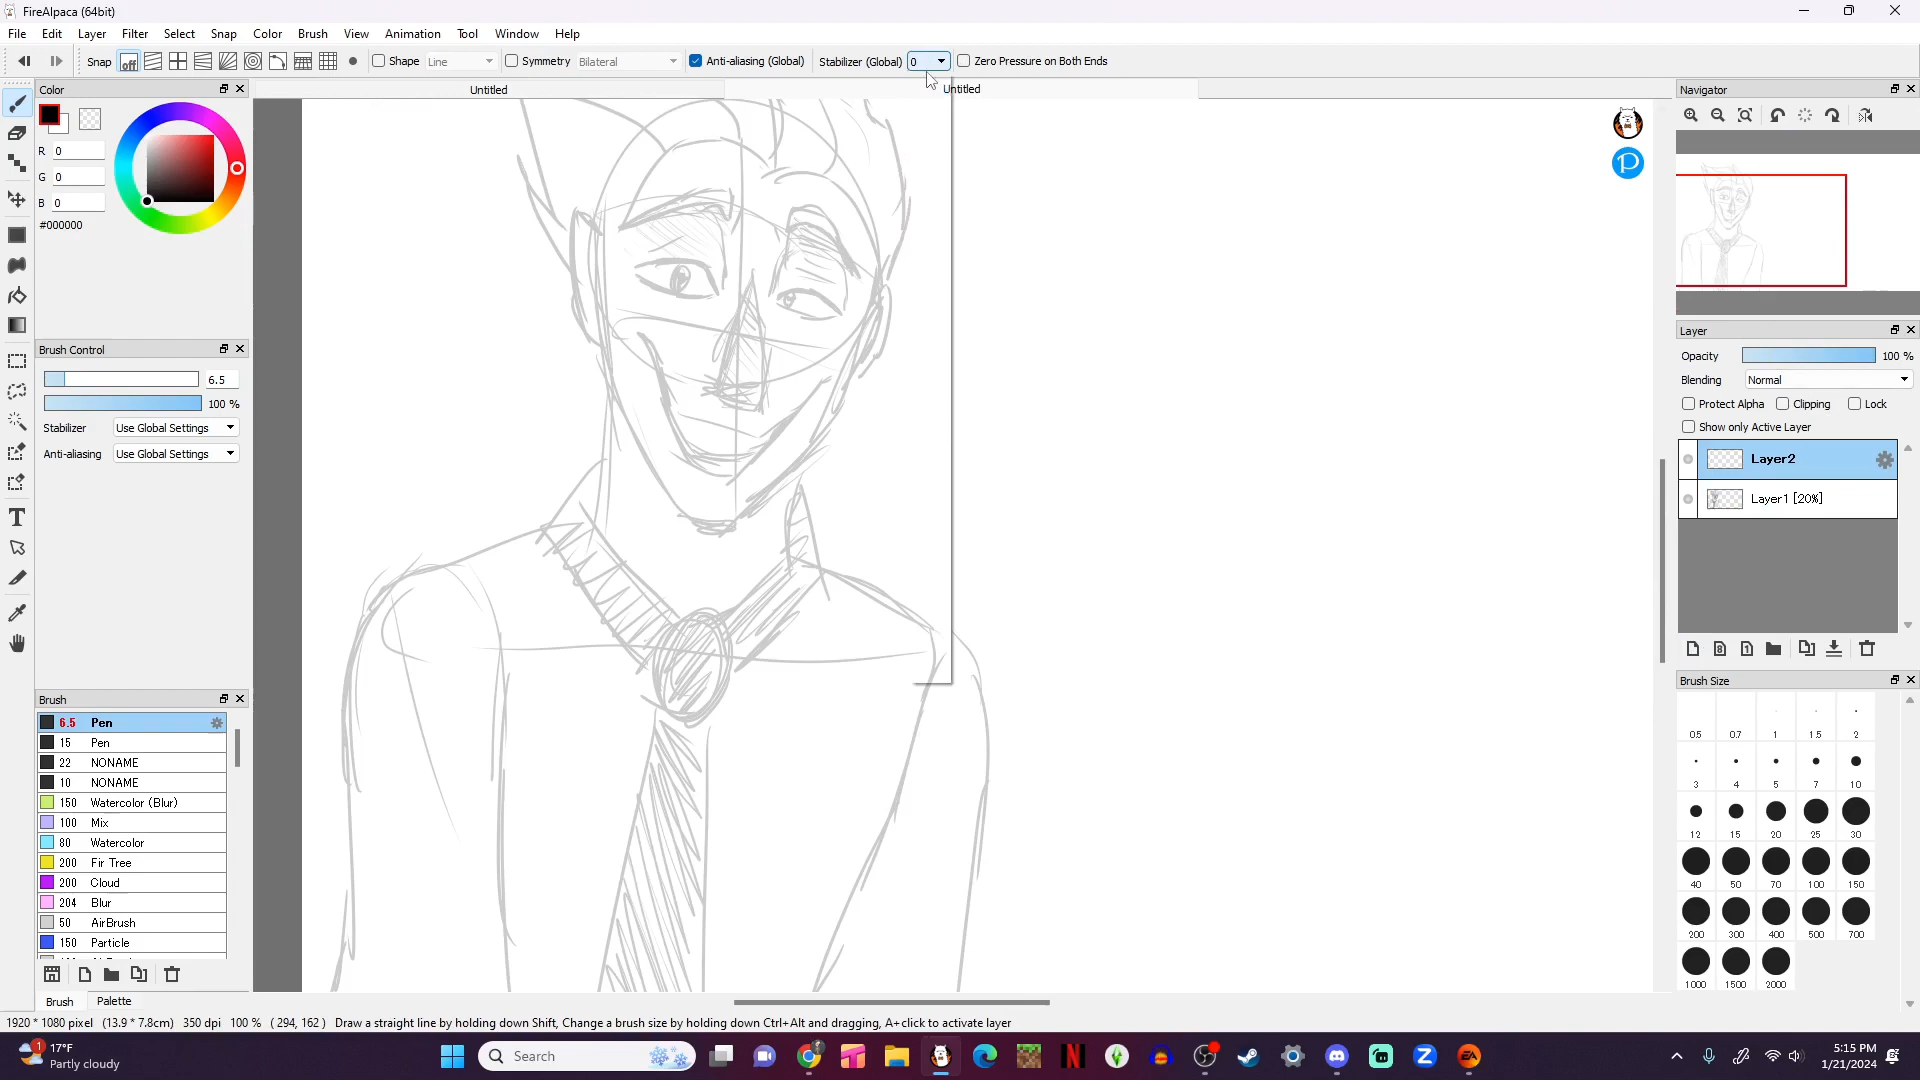 FireAlpaca (64bit)
File Edit Layer Filter Select Snap Color Brush View Animation Tool Window Help
Snap off Shape Line Symmetry Bilateral Anti-aliasing (Global) Stabilizer (Global) 0 Zero Pressure on Both Ends
Untitled Untitled
Color
R 0
G 0
B 0
#000000
Brush Control
6.5
100 %
Stabilizer Use Global Settings
Anti-aliasing Use Global Settings
Brush
6.5 Pen
15 Pen
22 NONAME
10 NONAME
150 Watercolor (Blur)
100 Mix
80 Watercolor
200 Fir Tree
200 Cloud
204 Blur
50 AirBrush
150 Particle
Brush Palette
Navigator
Layer
Opacity 100 %
Blending Normal
Protect Alpha Clipping Lock
Show only Active Layer
Layer2
Layer1 [20%]
8 1
Brush Size
0.5 0.7 1 1.5 2
3 4 5 7 10
12 15 20 25 30
40 50 70 100 150
200 300 400 500 700
1000 1500 2000
1920 * 1080 pixel (13.9 * 7.8cm) 350 dpi 100 % ( 294, 162 ) Draw a straight line by holding down Shift, Change a brush size by holding down Ctrl+Alt and dragging, A+click to activate layer
1
17°F
Partly cloudy
Search
5:15 PM
1/21/2024